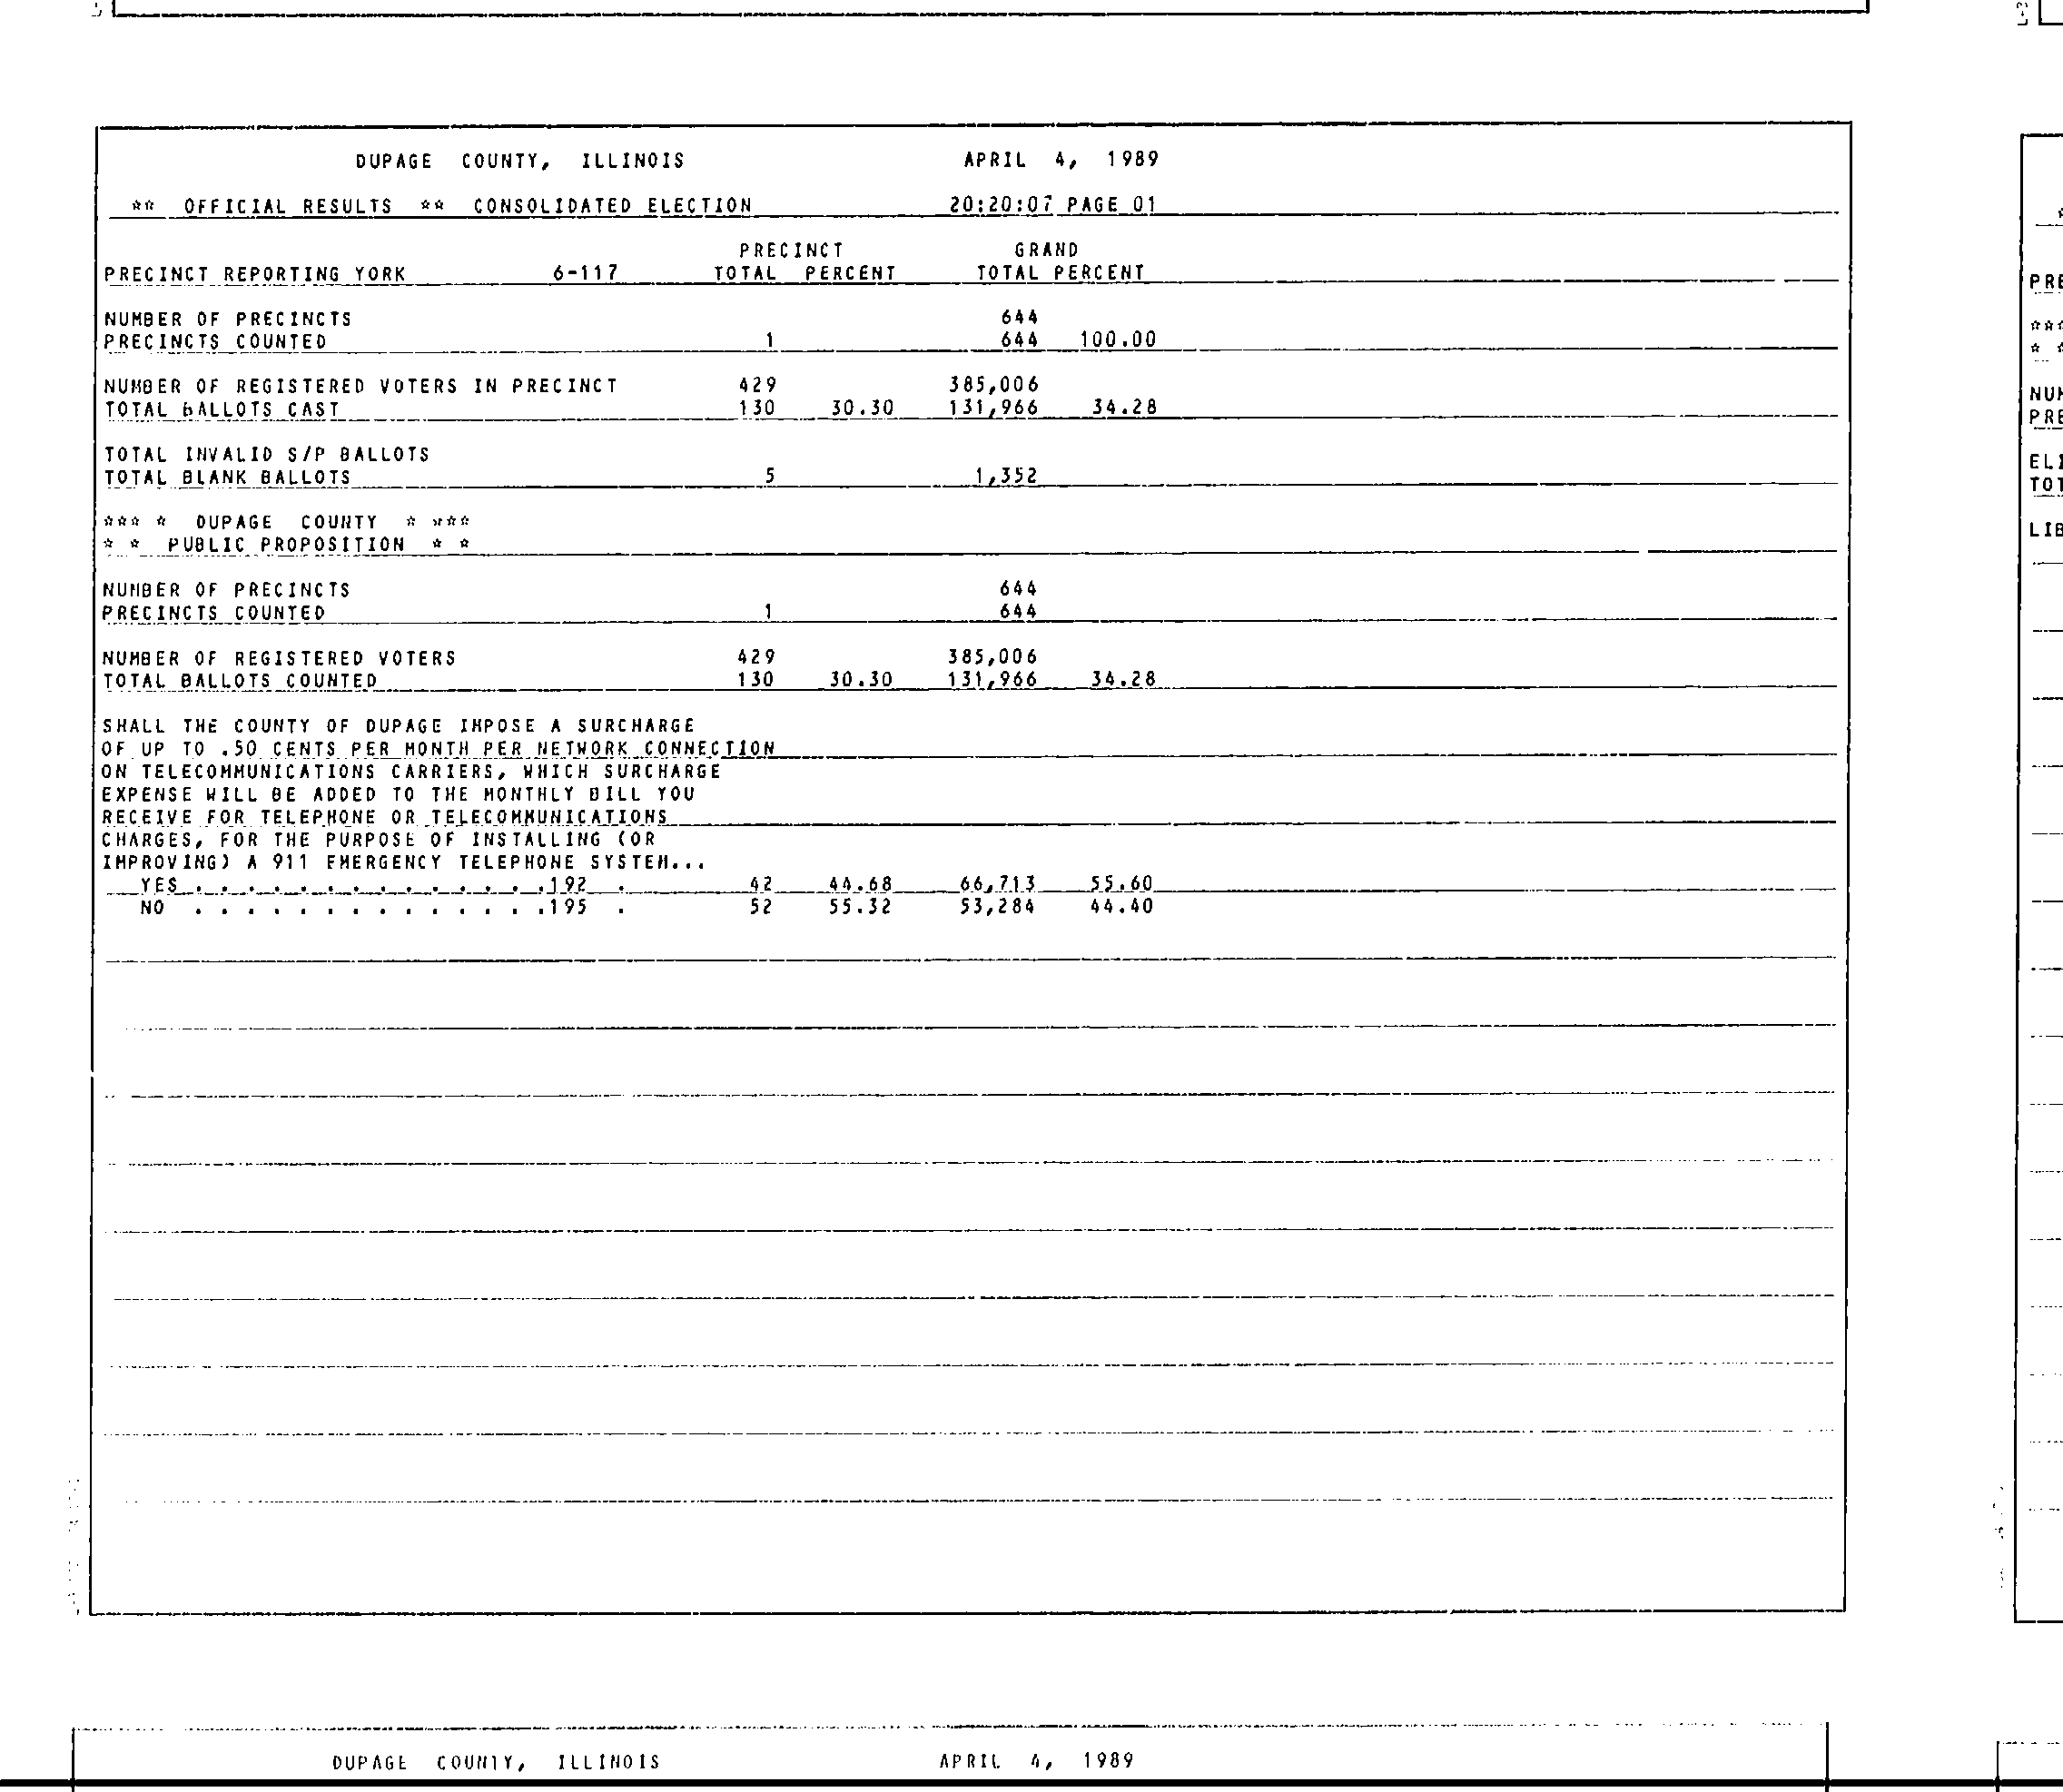 DUPAGE COUNTY, ILLINOIS APRIL 4, 1989
** OFFICIAL RESULTS ** CONSOLIDATED ELECTION 20:20:07 PAGE 01
PRECINCT GRAND
PRECINCT REPORTING YORK 6-117 TOTAL PERCENT TOTAL PERCENT
NUMBER OF PRECINCTS 644
PRECINCTS COUNTED 1 644 100.00
NUMBER OF REGISTERED VOTERS IN PRECINCT 429 385,006
TOTAL BALLOTS CAST 130 30.30 131,966 34.28
TOTAL INVALID S/P BALLOTS
TOTAL BLANK BALLOTS 5 1,352
*** * DUPAGE COUNTY * ***
* * PUBLIC PROPOSITION * *
NUMBER OF PRECINCTS 644
PRECINCTS COUNTED 1 644
NUMBER OF REGISTERED VOTERS 429 385,006
TOTAL BALLOTS COUNTED 130 30.30 131,966 34.28
SHALL THE COUNTY OF DUPAGE IMPOSE A SURCHARGE
OF UP TO .50 CENTS PER MONTH PER NETWORK CONNECTION
ON TELECOMMUNICATIONS CARRIERS, WHICH SURCHARGE
EXPENSE WILL BE ADDED TO THE MONTHLY BILL YOU
RECEIVE FOR TELEPHONE OR TELECOMMUNICATIONS
CHARGES, FOR THE PURPOSE OF INSTALLING (OR
IMPROVING) A 911 EMERGENCY TELEPHONE SYSTEM...
YES . . . . . . . . . . . . . .192 . 42 44.68 66,713 55.60
NO . . . . . . . . . . . . . .195 . 52 55.32 53,284 44.40
DUPAGE COUNTY, ILLINOIS APRIL 4, 1989
PRE
***
* *
NUM
PRE
ELI
TOT
LIB